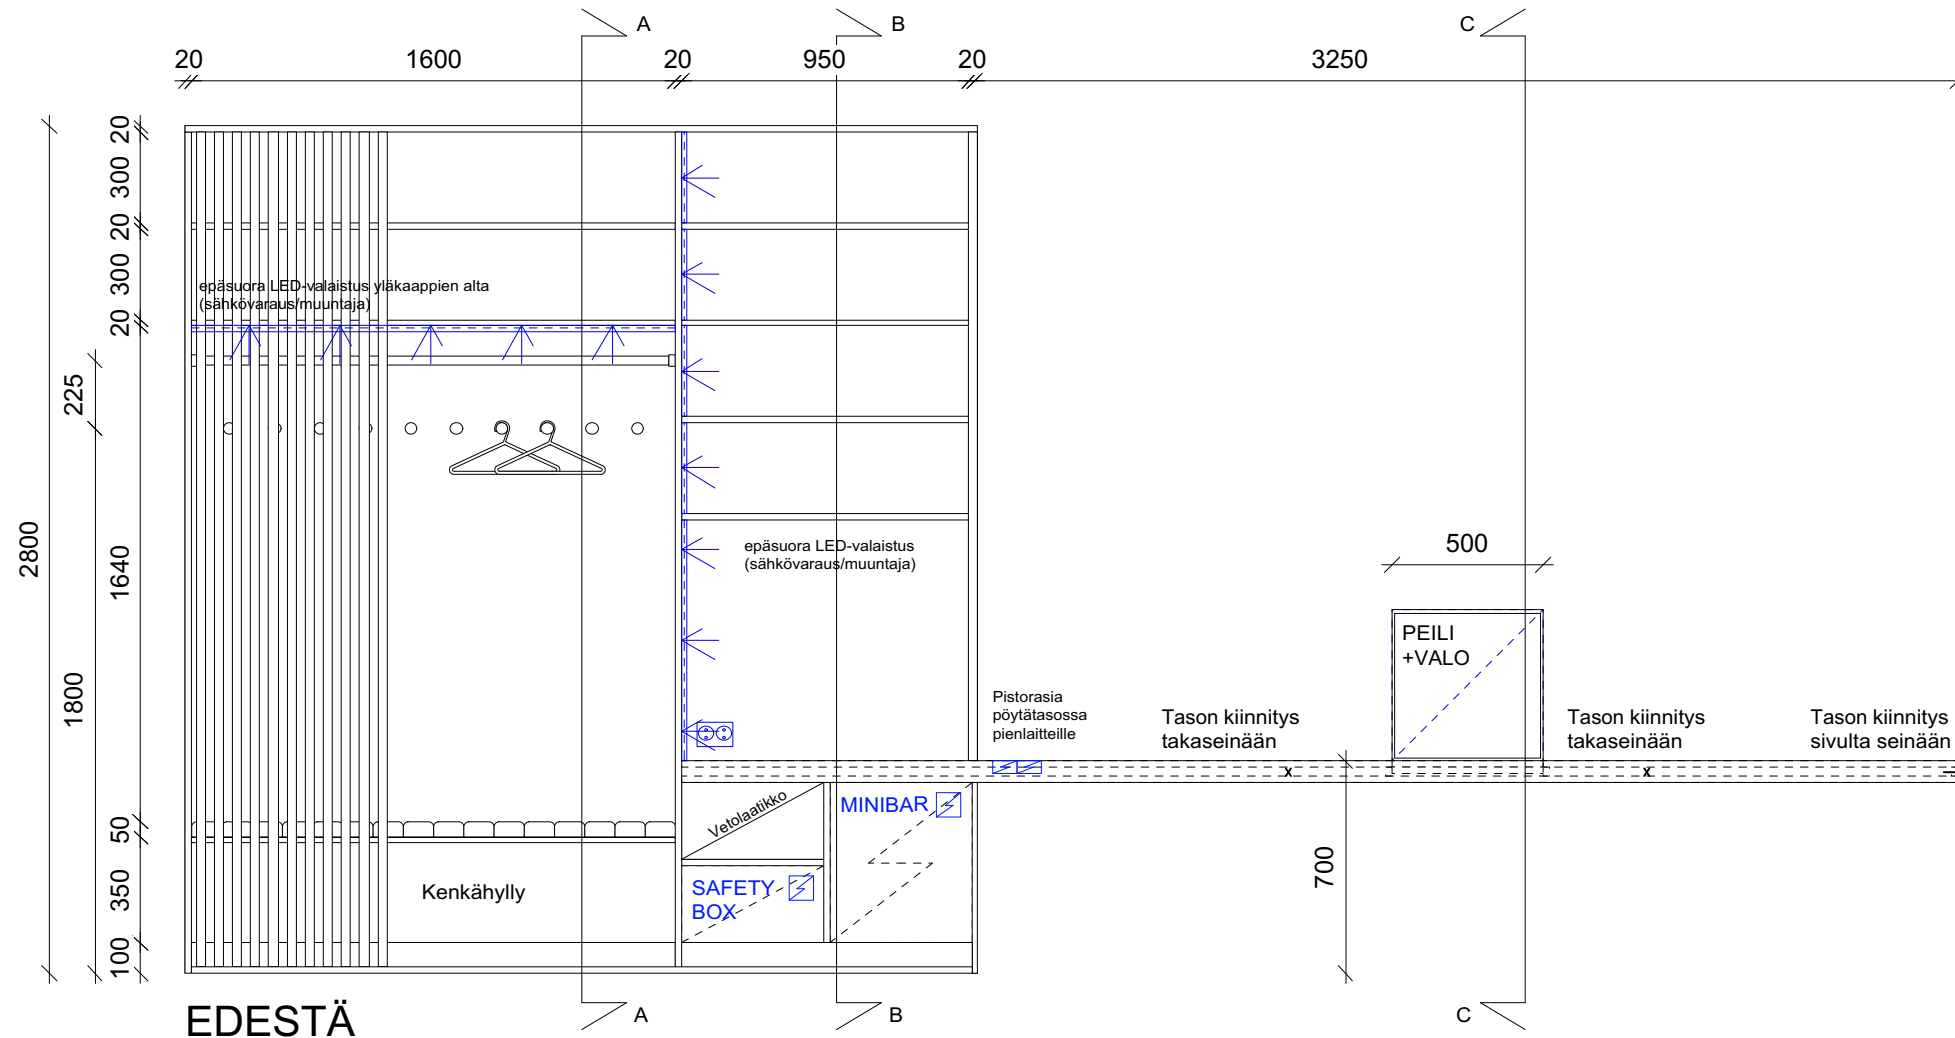 A
B
C
20
1600
20
950
20
3250
20
300
20
300
20
225
2800
1640
1800
50
350
100
epäsuora LED-valaistus yläkaappien alta
(sähkövaraus/muuntaja)
epäsuora LED-valaistus
(sähkövaraus/muuntaja)
500
PEILI
+VALO
Pistorasia
pöytätasossa
pienlaitteille
Tason kiinnitys
takaseinään
Tason kiinnitys
takaseinään
Tason kiinnitys
sivulta seinään
x
x
Vetolaatikko
MINIBAR
SAFETY
BOX
Kenkähylly
700
A
B
C
EDESTÄ